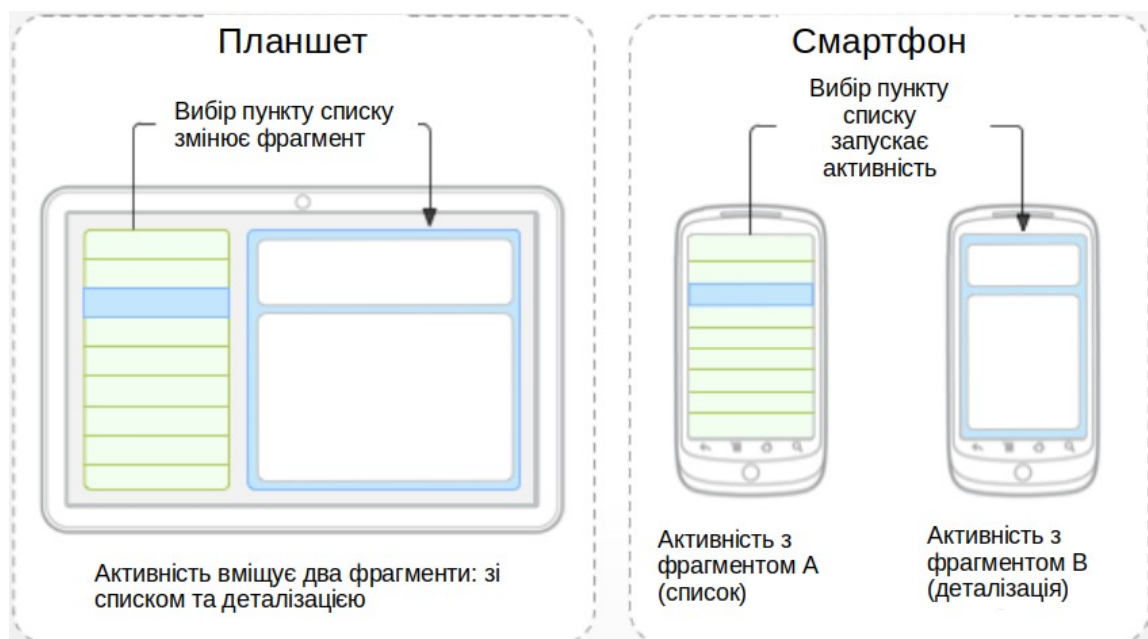 Планшет
Вибір пункту списку
змінює фрагмент
Активність вміщує два фрагменти: зі
списком та деталізацією
Смартфон
Вибір пункту
списку
запускає
активність
Активність з
фрагментом A
(список)
Активність з
фрагментом B
(деталізація)